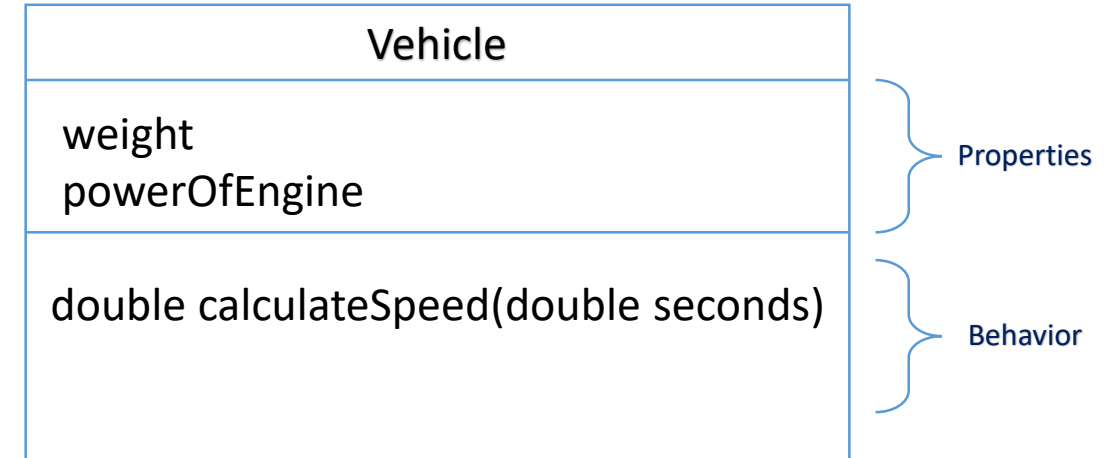 Vehicle
weight
powerOfEngine
Properties
double calculateSpeed(double seconds)
Behavior